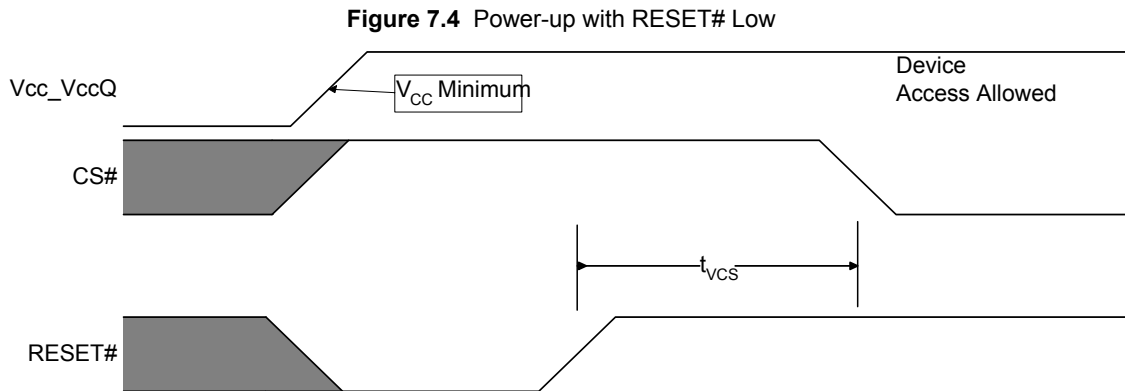 Figure 7.4 Power-up with RESET# Low
Vcc_VccQ
VCC Minimum
Device
Access Allowed
CS#
tVCS
RESET#